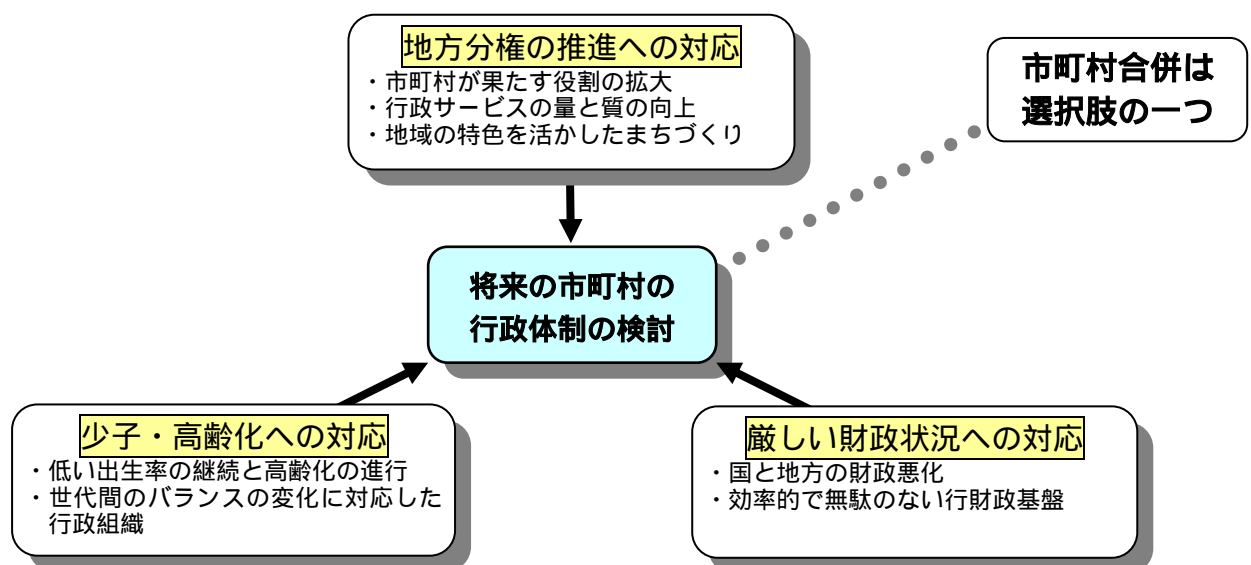 地方分権の推進への対応
・市町村が果たす役割の拡大
・行政サービスの量と質の向上
・地域の特色を活かしたまちづくり
市町村合併は
選択肢の一つ
将来の市町村の
行政体制の検討
少子・高齢化への対応
・低い出生率の継続と高齢化の進行
・世代間のバランスの変化に対応した
行政組織
厳しい財政状況への対応
・国と地方の財政悪化
・効率的で無駄のない行財政基盤